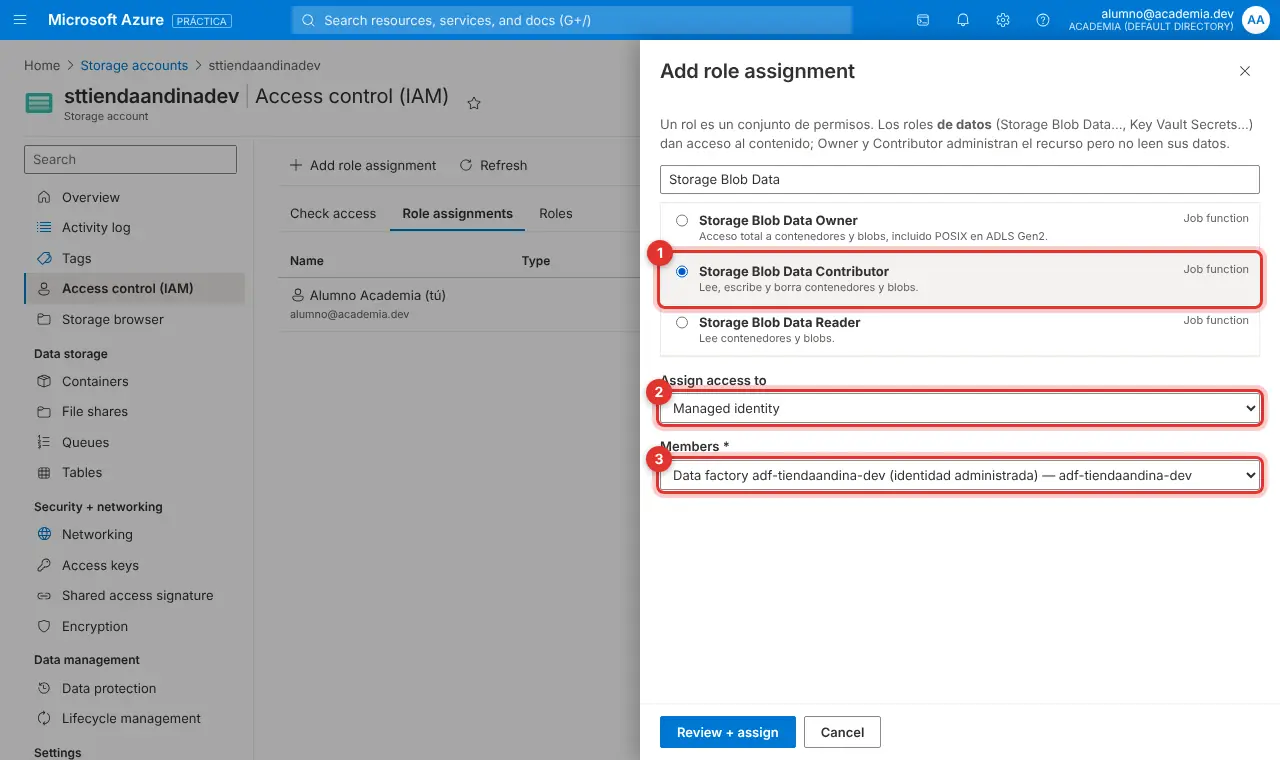 Microsoft Azure PRÁCTICA
Search resources, services, and docs (G+/)
alumno@academia.dev
ACADEMIA (DEFAULT DIRECTORY)
AA
Home > Storage accounts > sttiendaandinadev
sttiendaandinadev | Access control (IAM)
Storage account
Search
Overview
Activity log
Tags
Access control (IAM)
Storage browser
Data storage
Containers
File shares
Queues
Tables
Security + networking
Networking
Access keys
Shared access signature
Encryption
Data management
Data protection
Lifecycle management
Settings
Add role assignment Refresh
Check access Role assignments Roles
Name Type
Alumno Academia (tú)
alumno@academia.dev
Add role assignment
Un rol es un conjunto de permisos. Los roles de datos (Storage Blob Data..., Key Vault Secrets...)
dan acceso al contenido; Owner y Contributor administran el recurso pero no leen sus datos.
Storage Blob Data
Storage Blob Data Owner Job function
Acceso total a contenedores y blobs, incluido POSIX en ADLS Gen2.
1
Storage Blob Data Contributor Job function
Lee, escribe y borra contenedores y blobs.
Storage Blob Data Reader Job function
Lee contenedores y blobs.
Assign access to
2
Managed identity
Members *
3
Data factory adf-tiendaandina-dev (identidad administrada) — adf-tiendaandina-dev
Review + assign Cancel